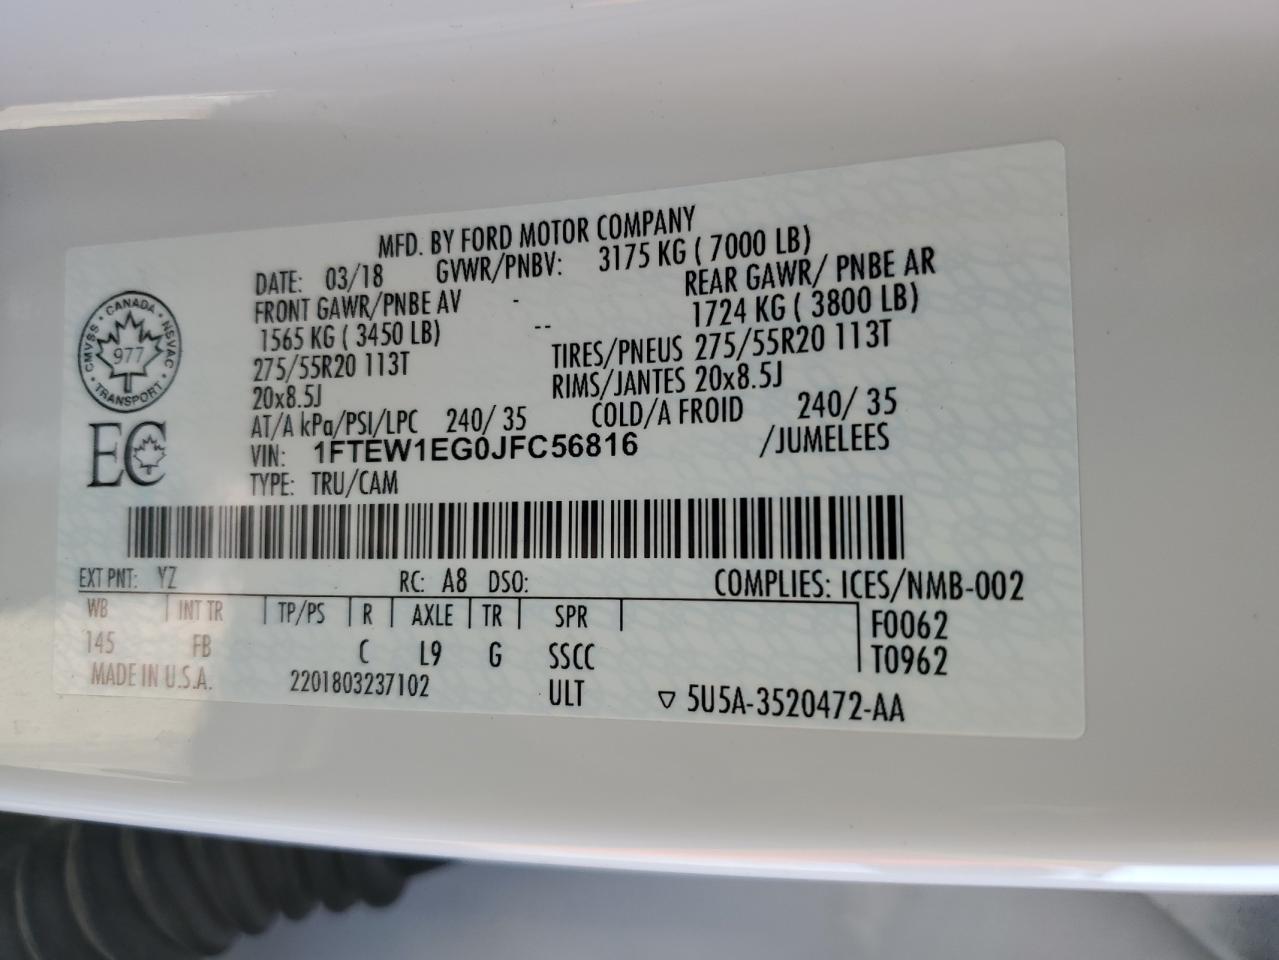 MFD. BY FORD MOTOR COMPANY
DATE: 03/18 GVWR/PNBV: 3175 KG ( 7000 LB)
FRONT GAWR/PNBE AV - REAR GAWR/ PNBE AR
1565 KG ( 3450 LB) -- 1724 KG ( 3800 LB)
275/55R20 113T TIRES/PNEUS 275/55R20 113T
20x8.5J RIMS/JANTES 20x8.5J
AT/A kPa/PSI/LPC 240/ 35 COLD/A FROID 240/ 35
VIN: 1FTEW1EG0JFC56816 /JUMELEES
TYPE: TRU/CAM
CANADA · NSVAC · TRANSPORT · CMVSS
977
EC
EXT PNT: YZ RC: A8 DSO: COMPLIES: ICES/NMB-002
WB INT TR TP/PS R AXLE TR SPR F0062
145 FB C L9 G SSCC T0962
MADE IN U.S.A. 2201803237102 ULT ▽ 5U5A-3520472-AA